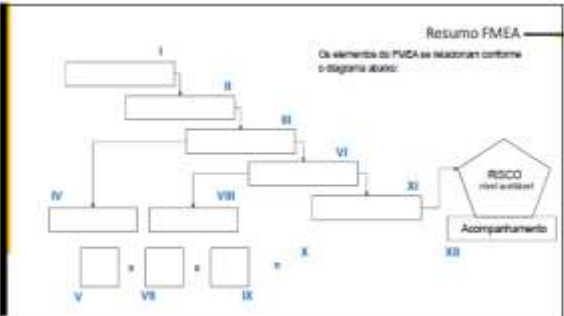 Resumo FMEA
Os elementos do FMEA se relacionam conforme
o diagrama abaixo:
I
II
III
VI
XI
RISCO
nível aceitável
IV
VIII
Acompanhamento
X
XII
=
V
VII
IX